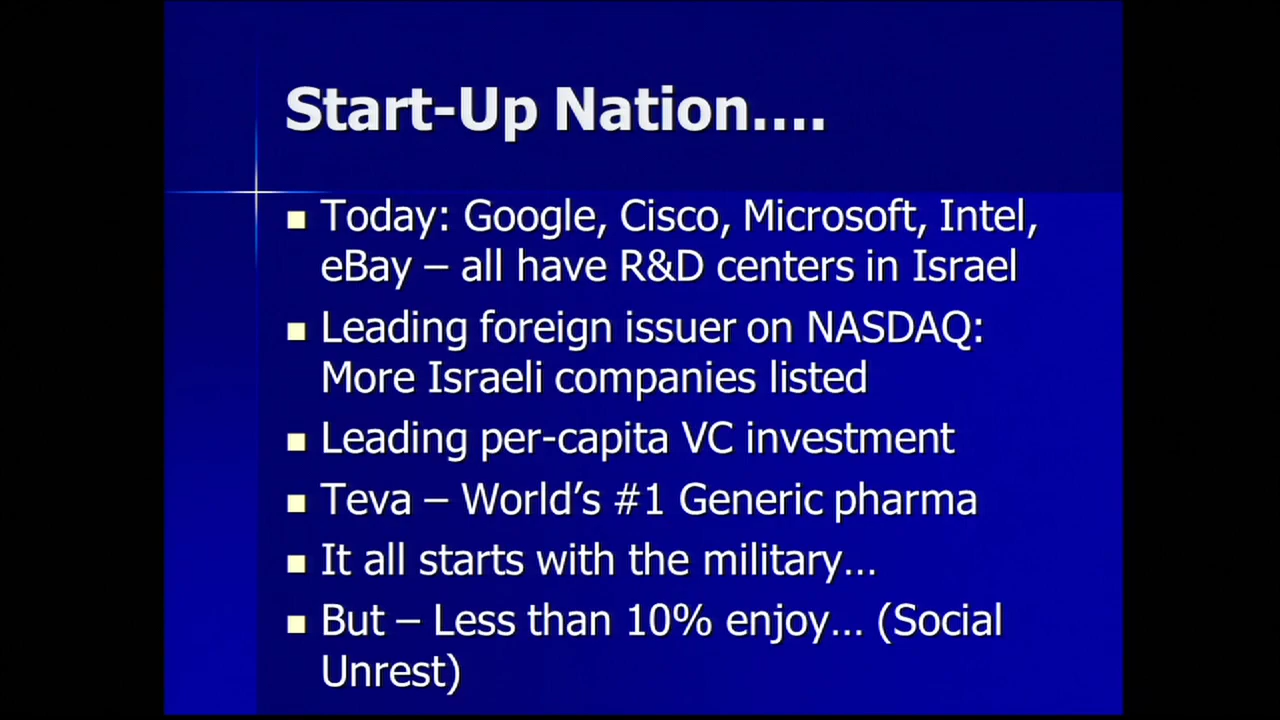 Start-Up Nation....
Today: Google, Cisco, Microsoft, Intel,
eBay – all have R&D centers in Israel
Leading foreign issuer on NASDAQ:
More Israeli companies listed
Leading per-capita VC investment
Teva – World’s #1 Generic pharma
It all starts with the military…
But – Less than 10% enjoy… (Social
Unrest)